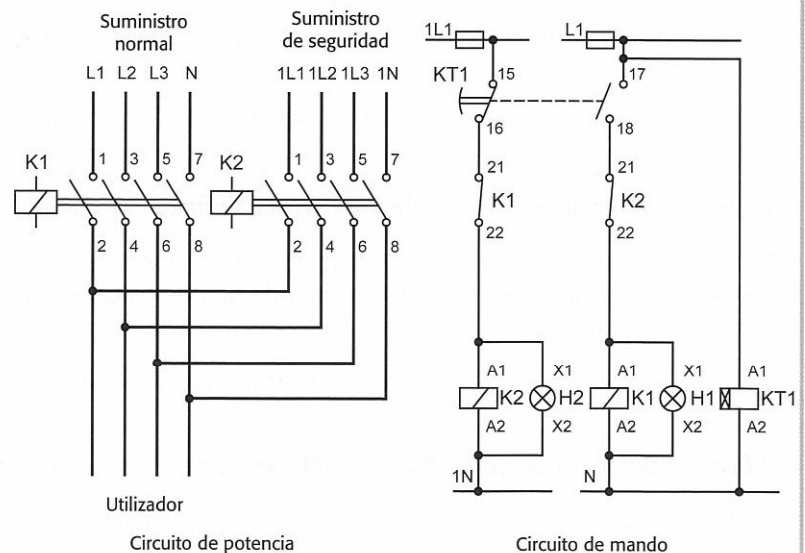 Suministro
normal
Suministro
de seguridad
L1 L2 L3 N
1L1 1L2 1L3 1N
K1
1 3 5 7
2 4 6 8
K2
1 3 5 7
2 4 6 8
Utilizador
Circuito de potencia
1L1
L1
KT1
15
17
16
18
21
21
K1
K2
22
22
A1 X1 A1 X1 A1
K2 H2 K1 H1 KT1
A2 X2 A2 X2 A2
1N
N
Circuito de mando